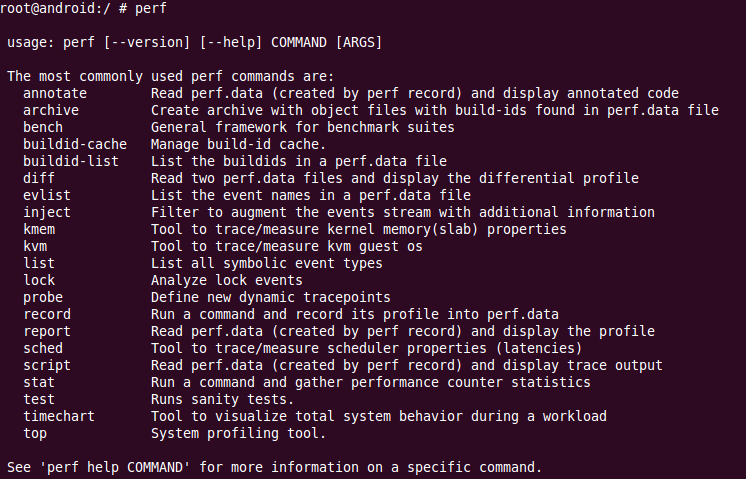 root@android:/ # perf
usage: perf [--version] [--help] COMMAND [ARGS]
The most commonly used perf commands are:
annotate        Read perf.data (created by perf record) and display annotated code
archive         Create archive with object files with build-ids found in perf.data file
bench           General framework for benchmark suites
buildid-cache   Manage build-id cache.
buildid-list    List the buildids in a perf.data file
diff            Read two perf.data files and display the differential profile
evlist          List the event names in a perf.data file
inject          Filter to augment the events stream with additional information
kmem            Tool to trace/measure kernel memory(slab) properties
kvm             Tool to trace/measure kvm guest os
list            List all symbolic event types
lock            Analyze lock events
probe           Define new dynamic tracepoints
record          Run a command and record its profile into perf.data
report          Read perf.data (created by perf record) and display the profile
sched           Tool to trace/measure scheduler properties (latencies)
script          Read perf.data (created by perf record) and display trace output
stat            Run a command and gather performance counter statistics
test            Runs sanity tests.
timechart       Tool to visualize total system behavior during a workload
top             System profiling tool.
See 'perf help COMMAND' for more information on a specific command.